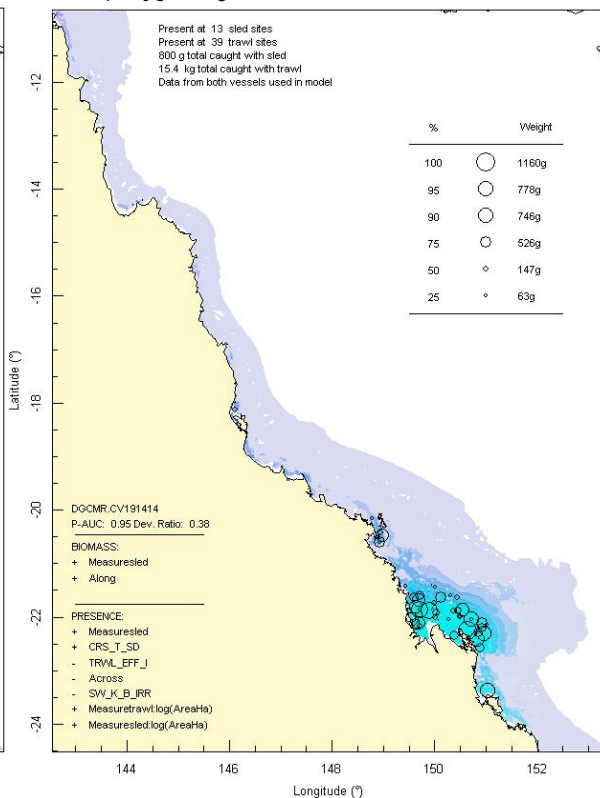 Present at 13 sled sites
Present at 39 trawl sites
800 g total caught with sled
15.4 kg total caught with trawl
Data from both vessels used in model
% Weight
100 1160g
95 778g
90 746g
75 526g
50 147g
25 63g
-12
-14
-16
-18
-20
-22
-24
Latitude (°)
DGCMR.CV191414
P-AUC: 0.95 Dev. Ratio: 0.38
BIOMASS:
+ Measuresled
+ Along
PRESENCE:
+ Measuresled
+ CRS_T_SD
- TRWL_EFF_I
- Across
- SW_K_B_IRR
+ Measuretrawl:log(AreaHa)
+ Measuresled:log(AreaHa)
144 146 148 150 152
Longitude (°)